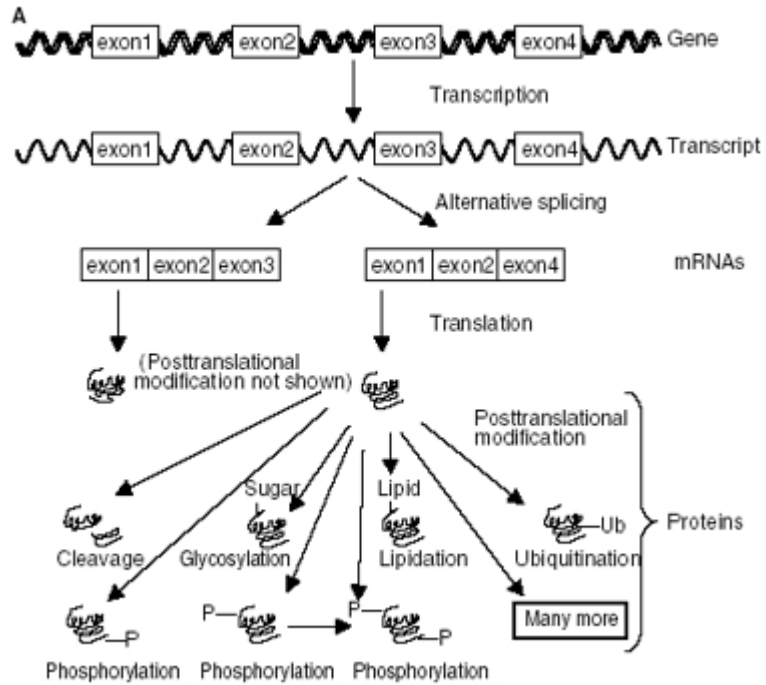 A
exon1 exon2 exon3 exon4 Gene
Transcription
exon1 exon2 exon3 exon4 Transcript
Alternative splicing
exon1 exon2 exon3 exon1 exon2 exon4 mRNAs
Translation
(Posttranslational
modification not shown)
Posttranslational
modification
Sugar Lipid
Ub Proteins
Cleavage Glycosylation Lipidation Ubiquitination
P P P P Many more
Phosphorylation Phosphorylation Phosphorylation